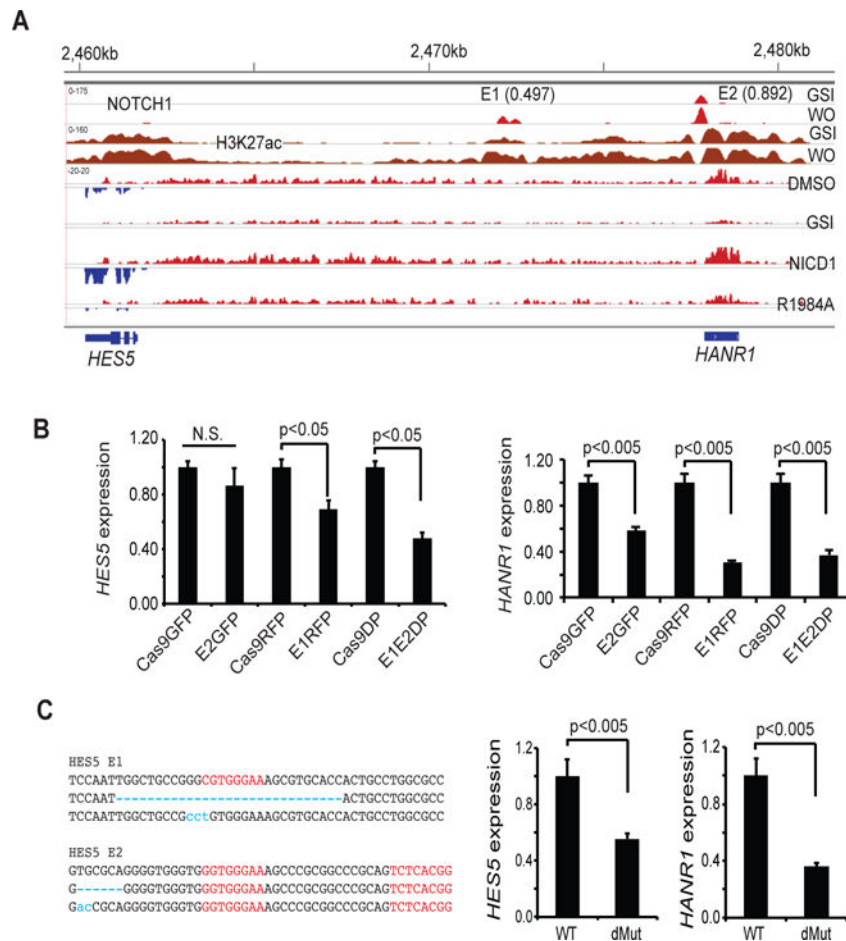 A
2,460kb 2,470kb 2,480kb
0-175
NOTCH1 E1 (0.497) E2 (0.892) GSI
WO
0-160
H3K27ac GSI
WO
-20-20
DMSO
GSI
NICD1
R1984A
HES5 HANR1
B
HES5 expression
1.20
0.80
0.40
0.00
N.S. p<0.05 p<0.05
Cas9GFP E2GFP Cas9RFP E1RFP Cas9DP E1E2DP
HANR1 expression
1.20
0.80
0.40
0.00
p<0.005 p<0.005 p<0.005
Cas9GFP E2GFP Cas9RFP E1RFP Cas9DP E1E2DP
C
HES5 E1
TCCAATTGGCTGCCGGGCGTGGGAAAGCGTGCACCACTGCCTGGCGCC
TCCAAT-----------------------------ACTGCCTGGCGCC
TCCAATTGGCTGCCGcctGTGGGAAAGCGTGCACCACTGCCTGGCGCC
HES5 E2
GTGCGCAGGGGTGGGTGGGTGGGAAAGCCCGCGGCCCGCAGTCTCACGG
G------GGGGTGGGTGGGTGGGAAAGCCCGCGGCCCGCAGTCTCACGG
GacCGCAGGGGTGGGTGGGTGGGAAAGCCCGCGGCCCGCAGTCTCACGG
HES5 expression
1.2
0.8
0.4
0.0
p<0.005
WT dMut
HANR1 expression
1.2
0.8
0.4
0.0
p<0.005
WT dMut